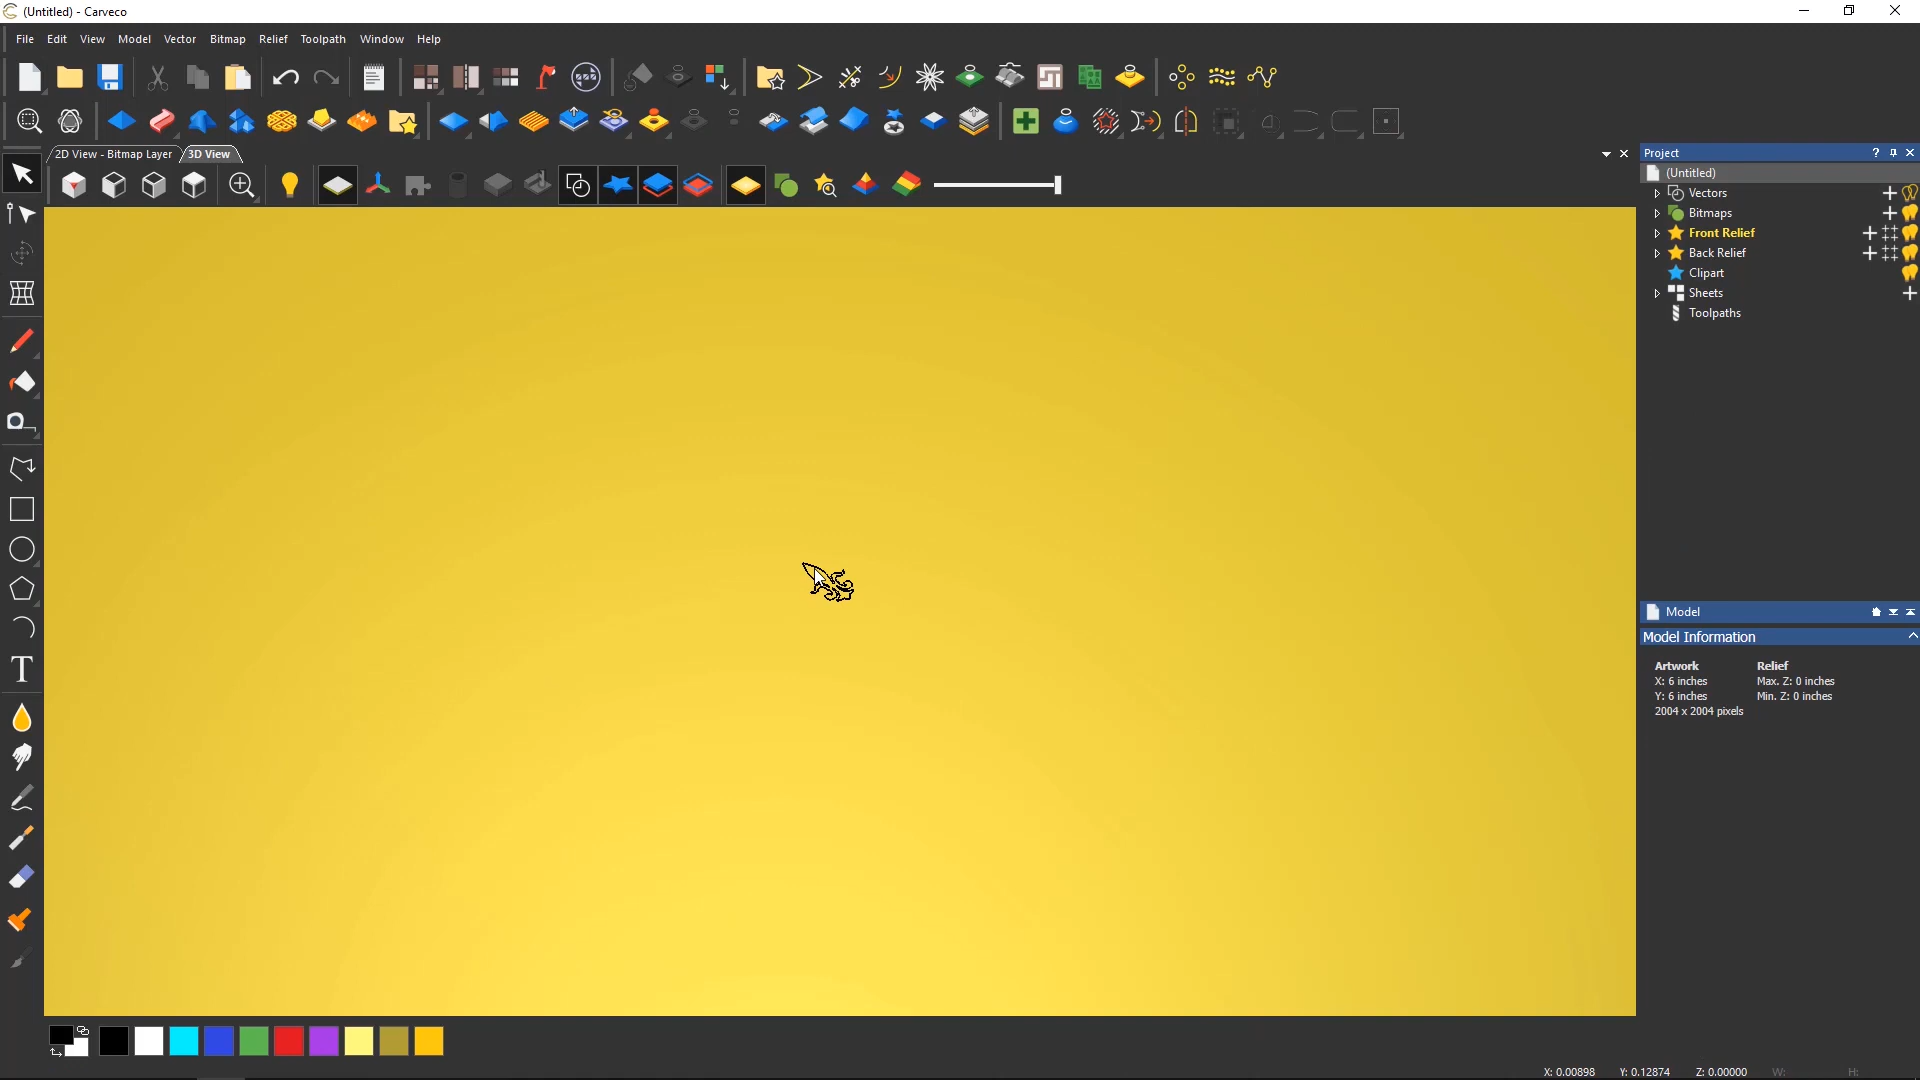 (Untitled) - Carveco
File Edit View Model Vector Bitmap Relief Toolpath Window Help
2D View - Bitmap Layer 3D View
Project
(Untitled)
Vectors
Bitmaps
Front Relief
Back Relief
Clipart
Sheets
Toolpaths
Model
Model Information
Artwork Relief
X: 6 inches Max. Z: 0 inches
Y: 6 inches Min. Z: 0 inches
2004 x 2004 pixels
T
X: 0.00898 Y: 0.12874 Z: 0.00000 W: H: